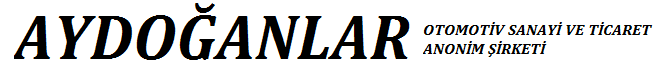 AYDOĞANLAR
OTOMOTİV SANAYİ VE TİCARET
ANONİM ŞİRKETİ